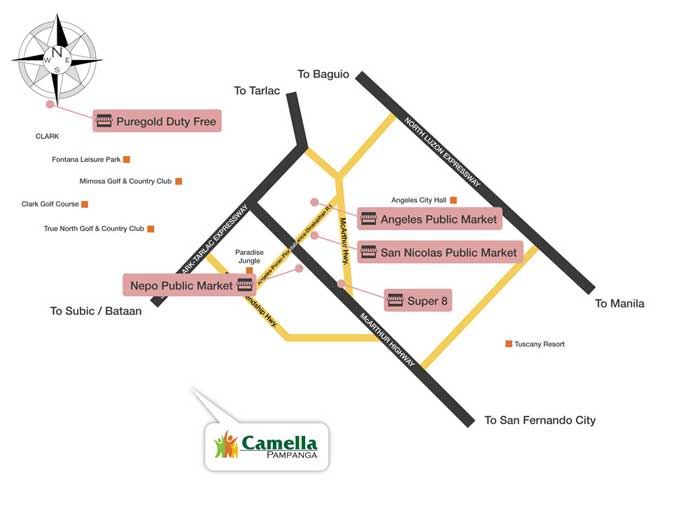 N
W E
S
To Baguio
To Tarlac
Puregold Duty Free
NORTH LUZON EXPRESSWAY
CLARK
Fontana Leisure Park
Mimosa Golf & Country Club
Clark Golf Course
Angeles City Hall
Angeles Public Market
McArthur Hwy.
True North Golf & Country Club
ARK-TARLAC EXPRESSWAY
San Nicolas Public Market
Paradise
Jungle
Nepo Public Market
Super 8
To Manila
To Subic / Bataan
ndship Hwy.
McARTHUR HIGHWAY
Tuscany Resort
To San Fernando City
Camella
PAMPANGA